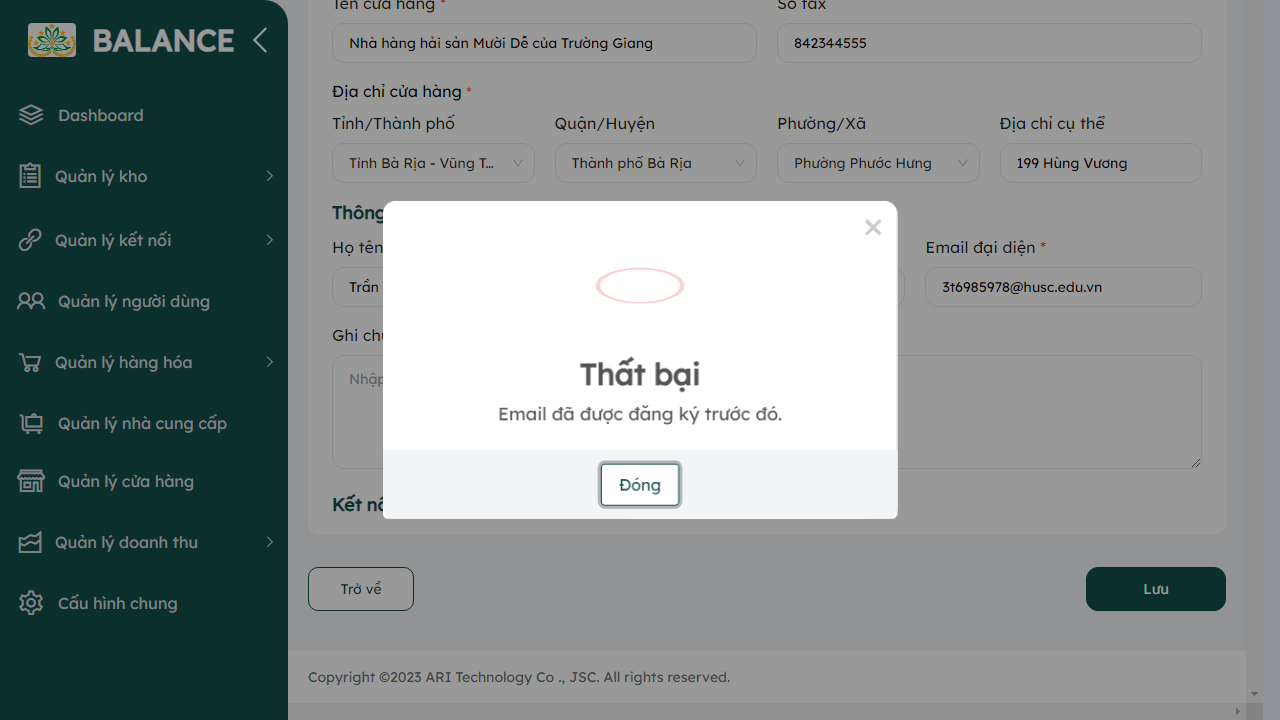 BALANCE
Dashboard
Quản lý kho
Quản lý kết nối
Quản lý người dùng
Quản lý hàng hóa
Quản lý nhà cung cấp
Quản lý cửa hàng
Quản lý doanh thu
Cấu hình chung
Tên cửa hàng * Số fax
Nhà hàng hải sản Mười Dễ của Trường Giang 842344555
Địa chỉ cửa hàng *
Tỉnh/Thành phố Quận/Huyện Phường/Xã Địa chỉ cụ thể
Tỉnh Bà Rịa - Vũng T... Thành phố Bà Rịa Phường Phước Hưng 199 Hùng Vương
Thông
Họ tên Email đại diện *
Trần 3t6985978@husc.edu.vn
Ghi chú
Nhập
Kết nố
×
Thất bại
Email đã được đăng ký trước đó.
Đóng
Trở về Lưu
Copyright ©2023 ARI Technology Co ., JSC. All rights reserved.